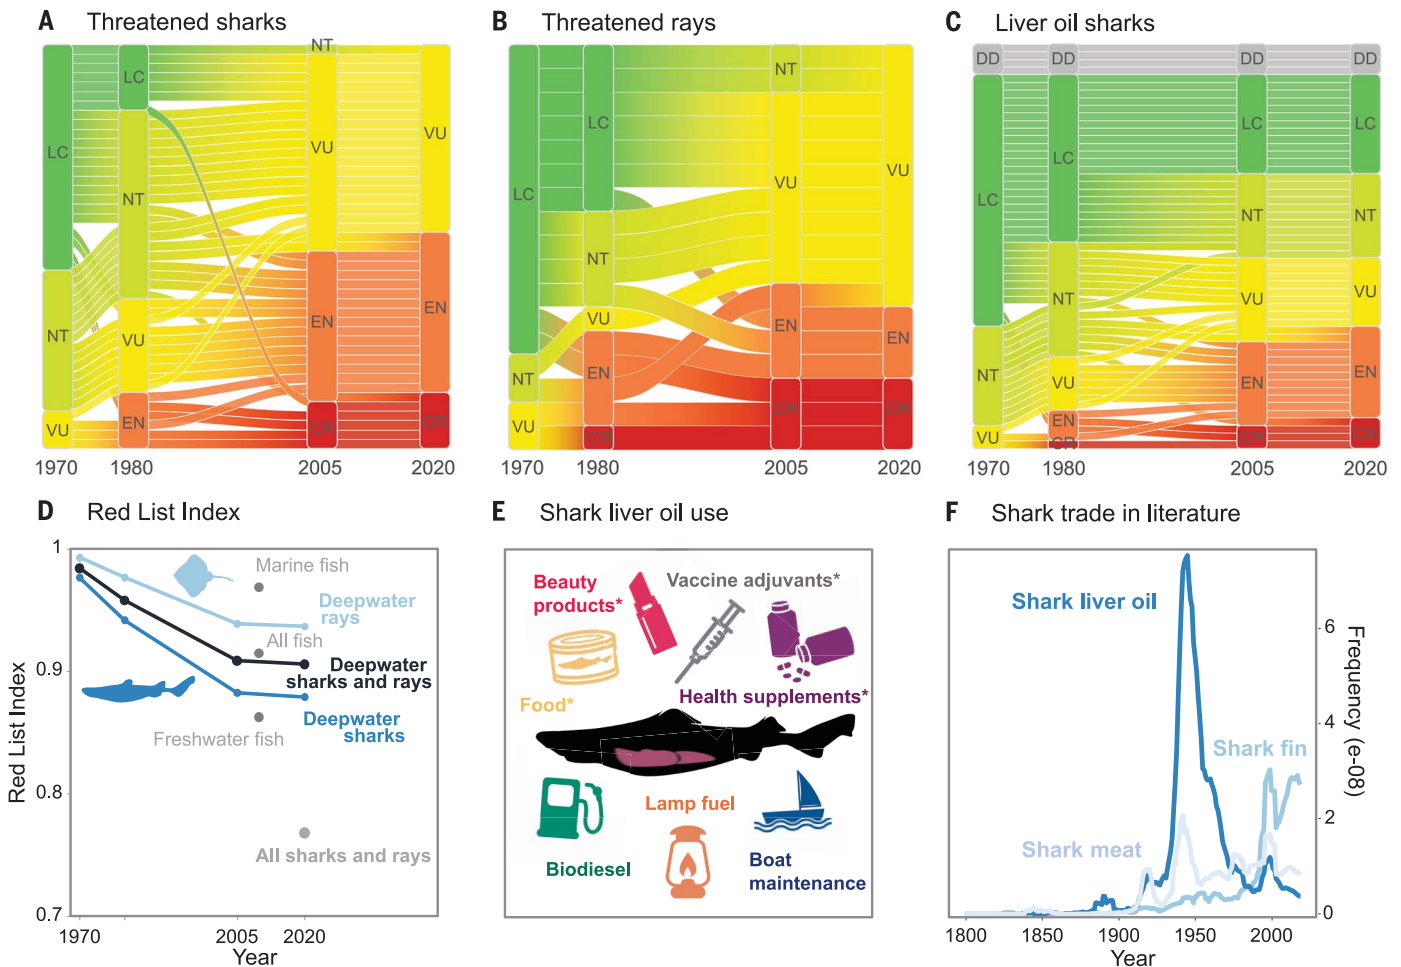 A Threatened sharks
LC
NT
VU
LC
NT
VU
EN
NT
VU
EN
CR
VU
EN
CR
1970 1980 2005 2020
B Threatened rays
LC
NT
VU
LC
NT
VU
EN
CR
NT
VU
EN
CR
VU
EN
CR
1970 1980 2005 2020
C Liver oil sharks
DD
LC
NT
VU
DD
LC
NT
VU
EN
CR
DD
LC
NT
VU
EN
CR
DD
LC
NT
VU
EN
CR
1970 1980 2005 2020
D Red List Index
Red List Index
1
0.9
0.8
0.7
Marine fish
Deepwater
rays
All fish
Deepwater
sharks and rays
Deepwater
sharks
Freshwater fish
All sharks and rays
1970 2005 2020
Year
E Shark liver oil use
Beauty
products*
Vaccine adjuvants*
Food*
Health supplements*
Lamp fuel
Biodiesel
Boat
maintenance
F Shark trade in literature
Shark liver oil
Shark fin
Shark meat
6
4
2
0
Frequency (e-08)
1800 1850 1900 1950 2000
Year